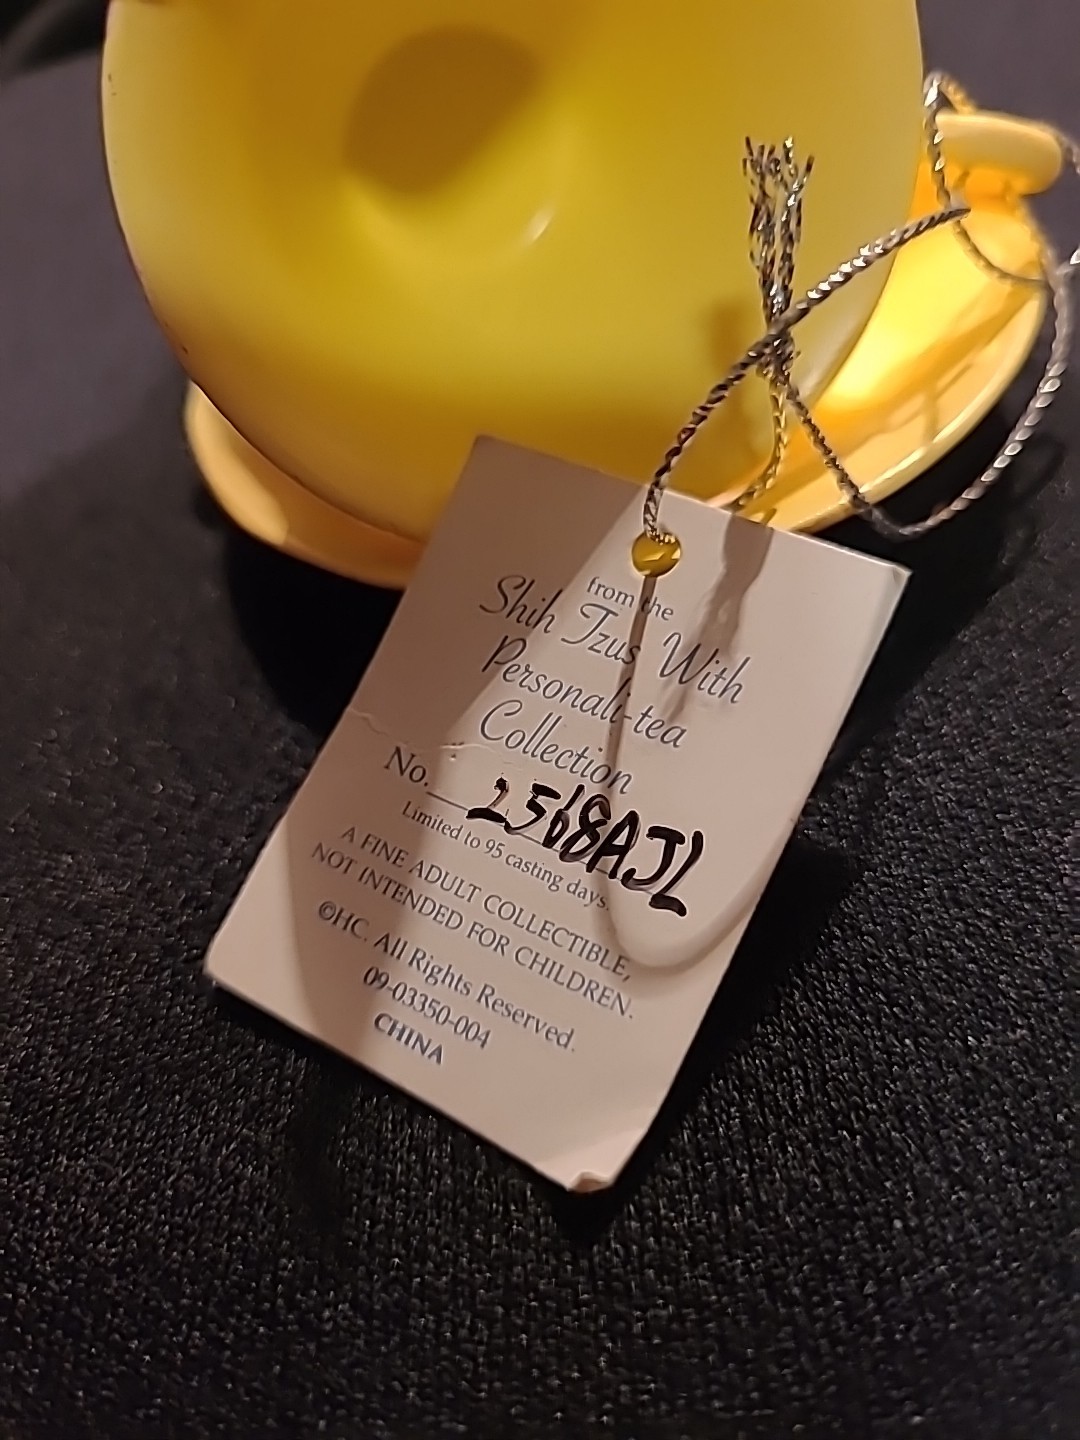 from the
Shih Tzus With
Personali-tea
Collection
No. 2568AJL
Limited to 95 casting days.
A FINE ADULT COLLECTIBLE,
NOT INTENDED FOR CHILDREN.
©HC. All Rights Reserved.
09-03350-004
CHINA